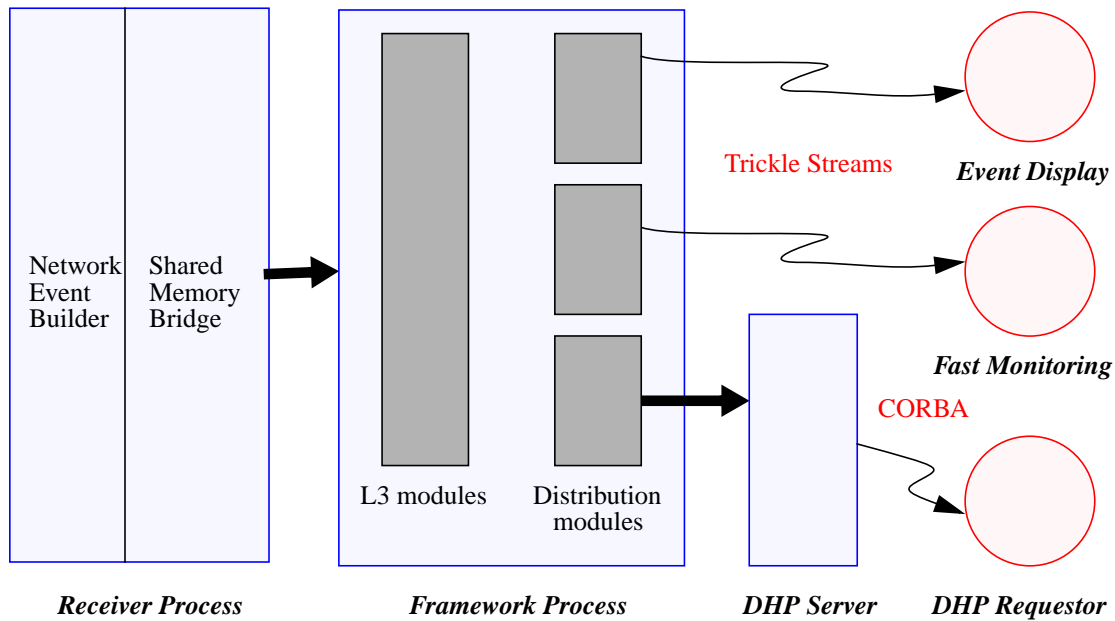 Trickle Streams
Event Display
Network
Event
Builder
Shared
Memory
Bridge
Fast Monitoring
CORBA
L3 modules
Distribution
modules
Receiver Process
Framework Process
DHP Server
DHP Requestor